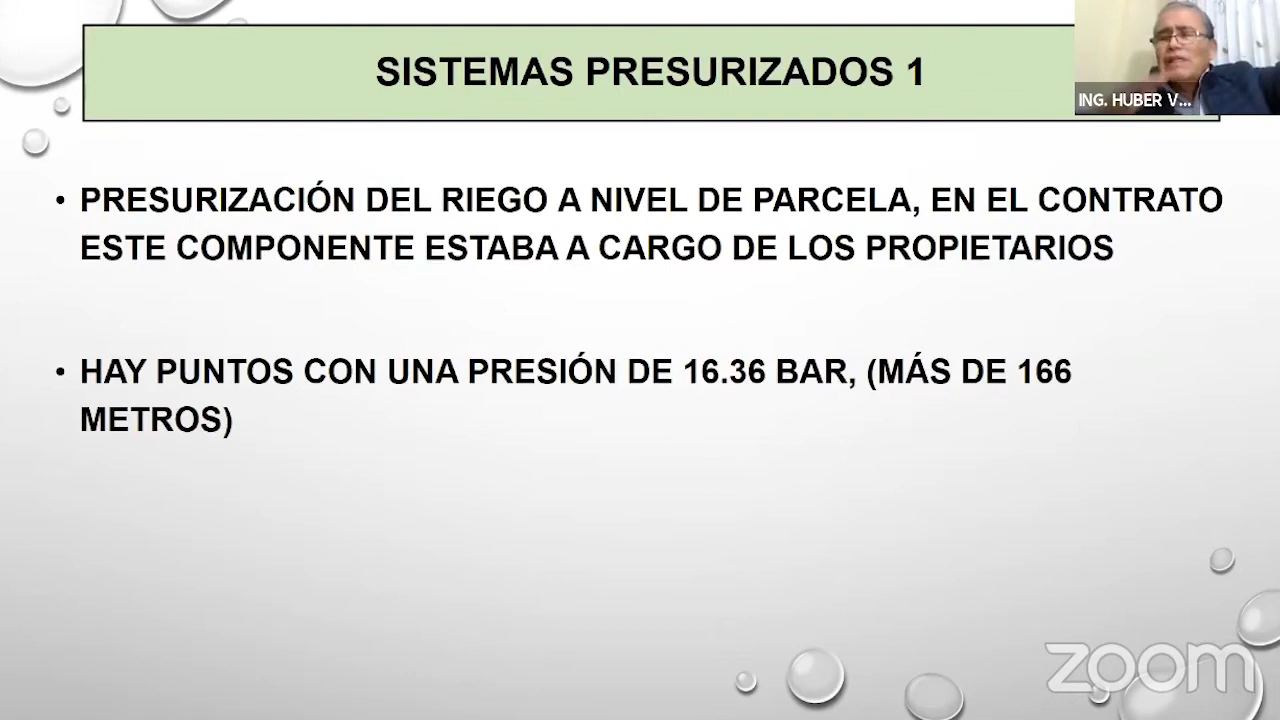 SISTEMAS PRESURIZADOS 1
ING. HUBER V...
• PRESURIZACIÓN DEL RIEGO A NIVEL DE PARCELA, EN EL CONTRATO
ESTE COMPONENTE ESTABA A CARGO DE LOS PROPIETARIOS
• HAY PUNTOS CON UNA PRESIÓN DE 16.36 BAR, (MÁS DE 166
METROS)
zoom